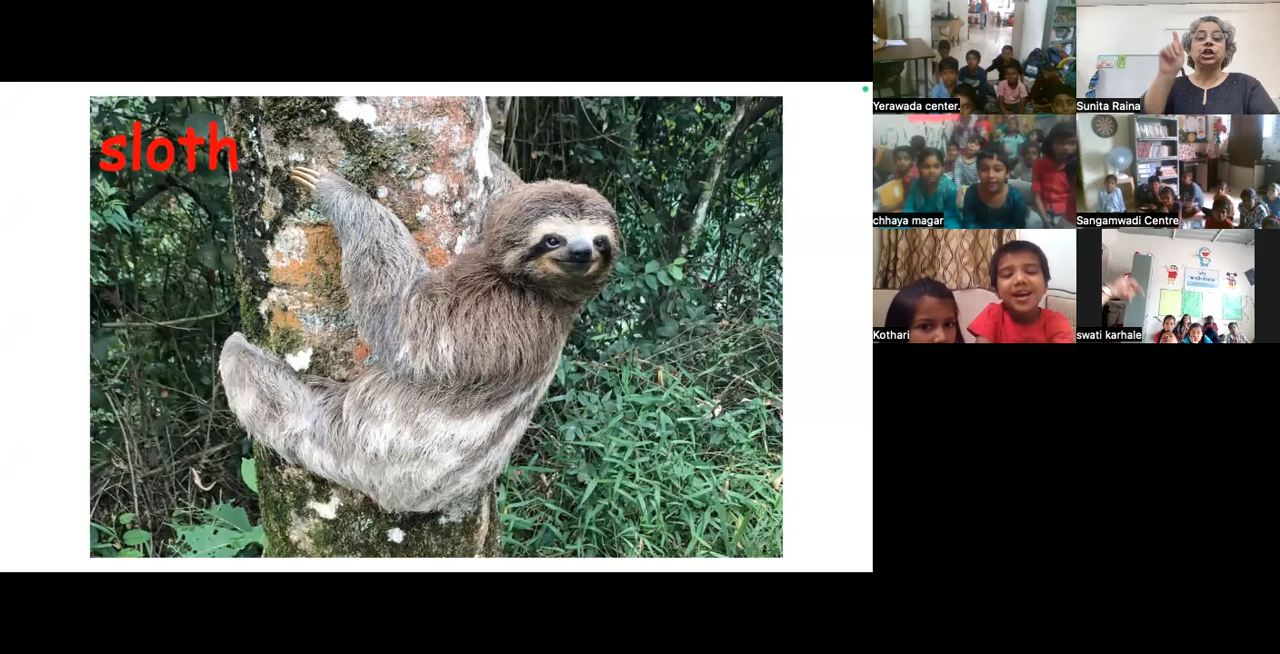 sloth
Yerawada center.
Sunita Raina
chhaya magar
Sangamwadi Centre
Kothari
swati karhale